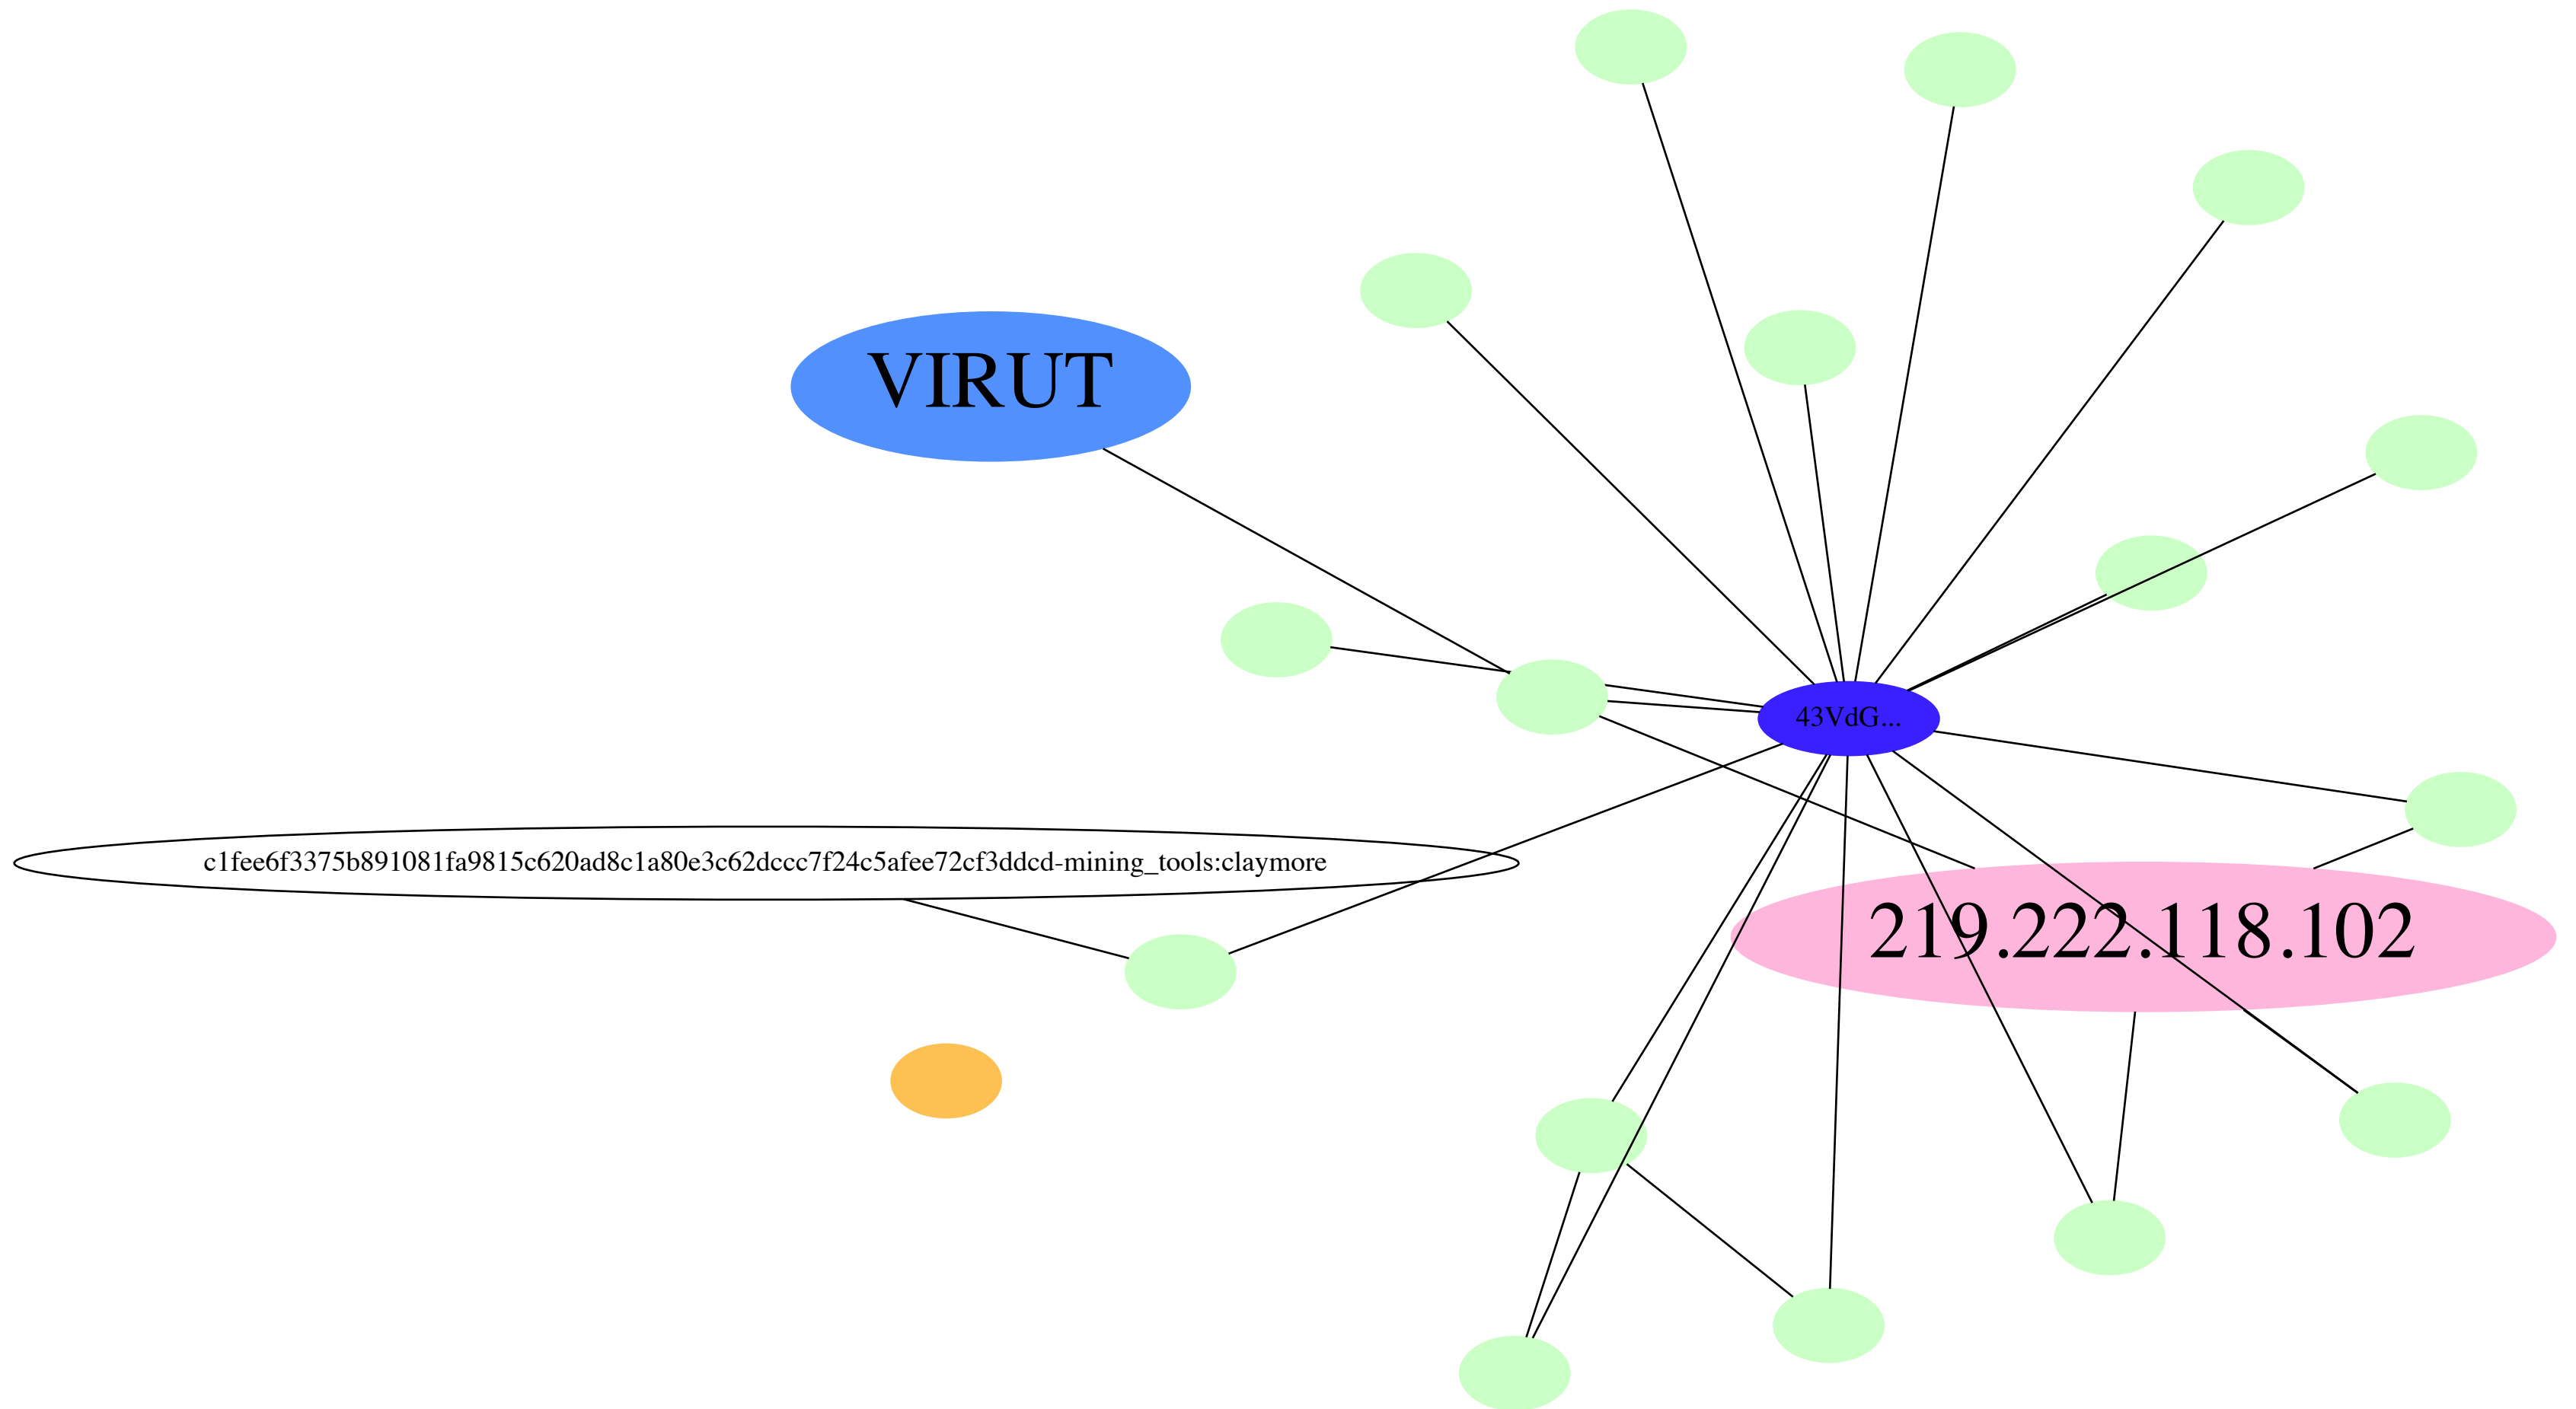 VIRUT
43VdG...
c1fee6f3375b891081fa9815c620ad8c1a80e3c62dccc7f24c5afee72cf3ddcd-mining_tools:claymore
219.222.118.102